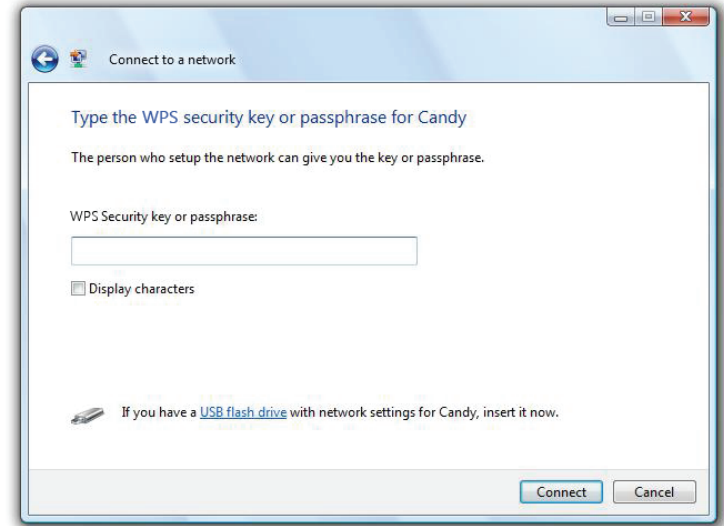 Connect to a network
Type the WPS security key or passphrase for Candy
The person who setup the network can give you the key or passphrase.
WPS Security key or passphrase:
Display characters
If you have a USB flash drive with network settings for Candy, insert it now.
Connect Cancel